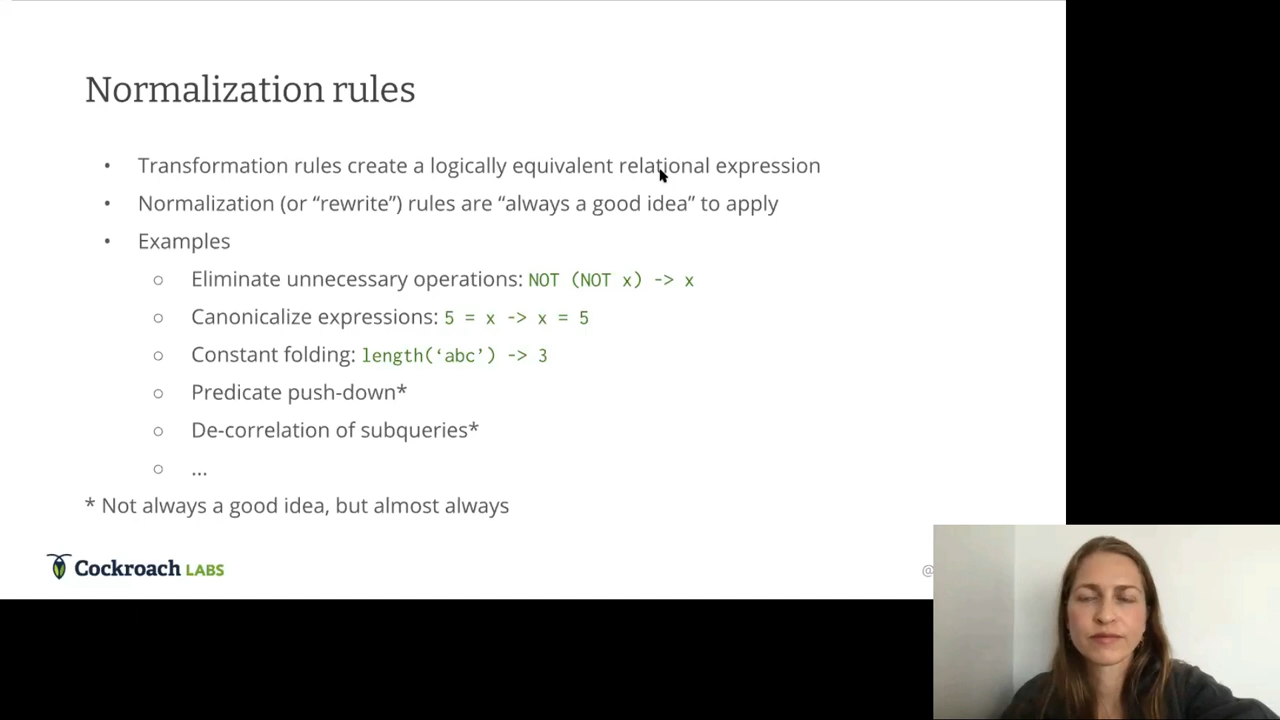 Normalization rules
• Transformation rules create a logically equivalent relational expression
• Normalization (or “rewrite”) rules are “always a good idea” to apply
• Examples
○ Eliminate unnecessary operations: NOT (NOT x) -> x
○ Canonicalize expressions: 5 = x -> x = 5
○ Constant folding: length(‘abc’) -> 3
○ Predicate push-down*
○ De-correlation of subqueries*
○ ...
* Not always a good idea, but almost always
Cockroach LABS
@